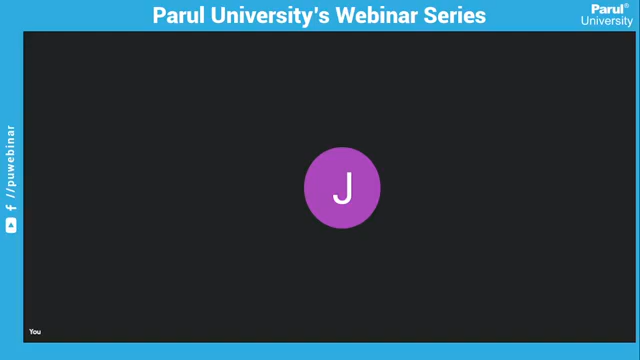 Parul University's Webinar Series
Parul®
University
f //puwebinar
J
You